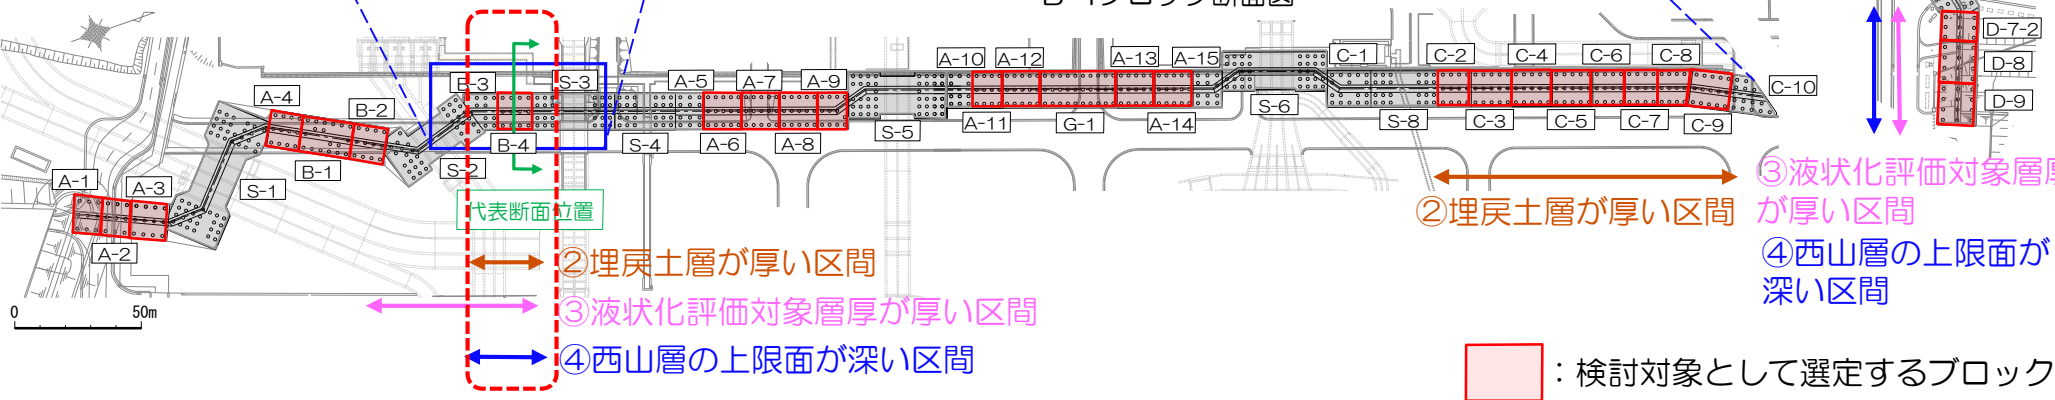 A-10
A-12
A-13
A-15
C-1
C-2
C-4
C-6
C-8
D-7-2
B-3
S-3
A-5
A-7
A-9
D-8
C-10
A-4
B-2
D-9
S-6
A-11
G-1
A-14
S-8
C-3
C-5
C-7
C-9
S-5
B-4
S-4
A-6
A-8
B-1
S-2
A-1
A-3
S-1
A-2
代表断面位置
②埋戻土層が厚い区間
③液状化評価対象層厚が厚い区間
④西山層の上限面が深い区間
②埋戻土層が厚い区間
③液状化評価対象層厚
が厚い区間
④西山層の上限面が
深い区間
0
50m
：検討対象として選定するブロック